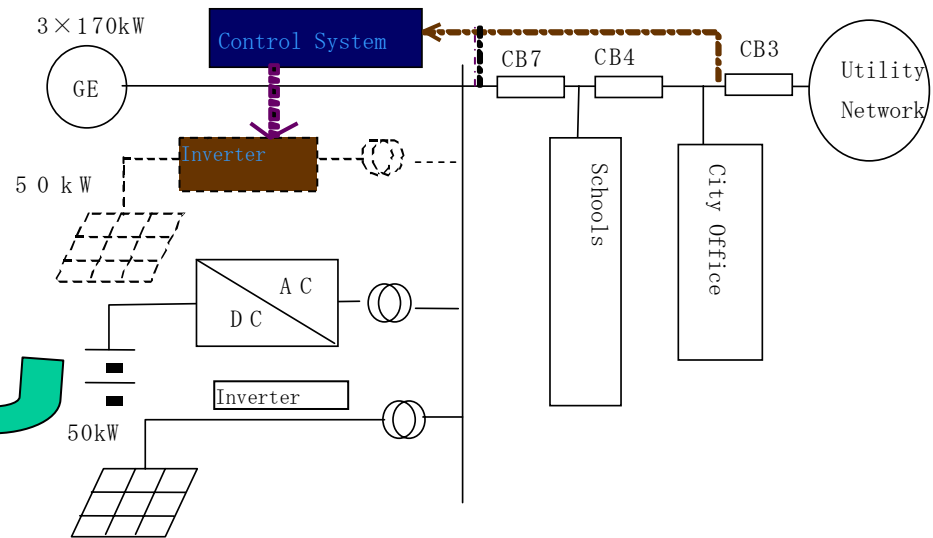 3×170kW
Control System
CB7
CB4
CB3
GE
Utility
Network
Inverter
50kW
Schools
City Office
AC
DC
50kW
Inverter